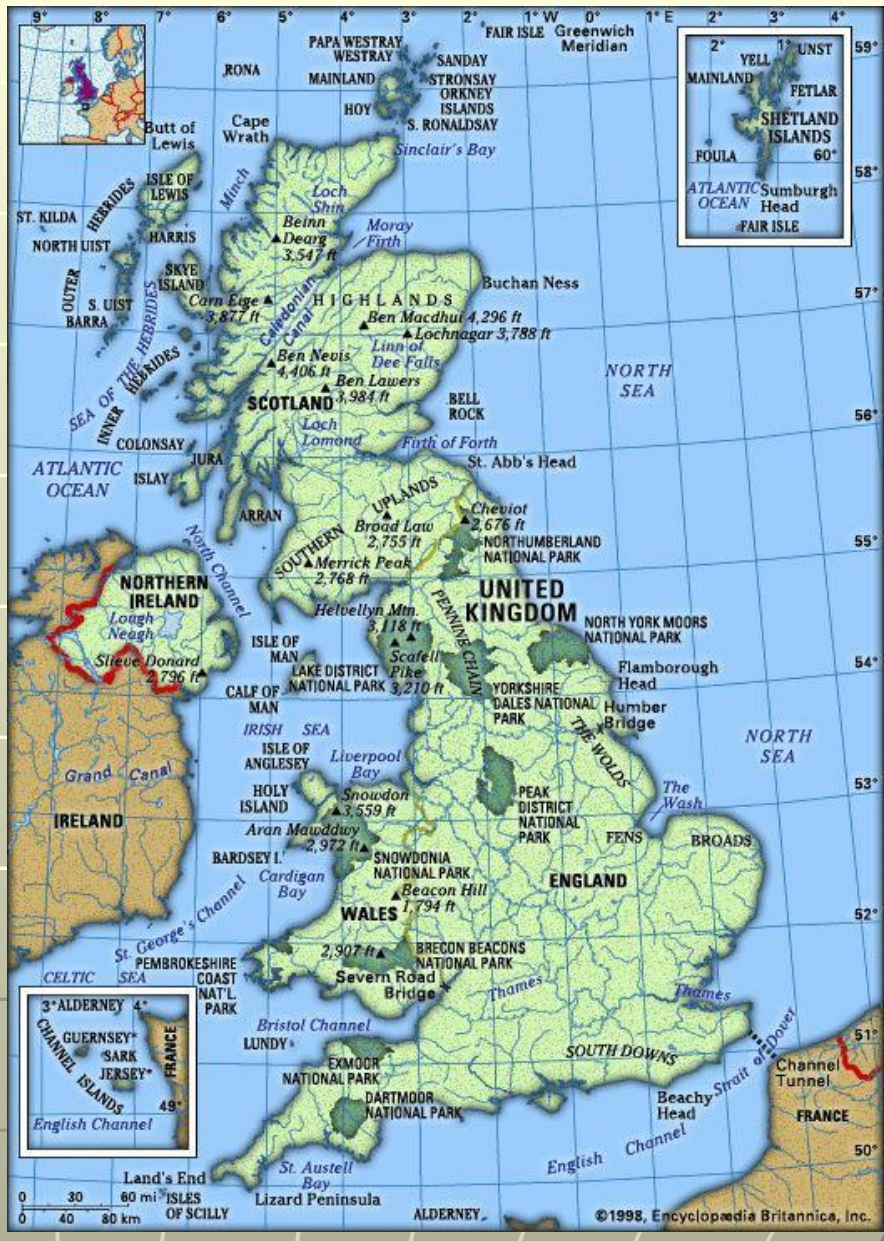 9° 8° 7° 6° 5° 4° 3° 2° 1° W 0° 1° E 2° 3° 4°
FAIR ISLE
Greenwich
Meridian
59°
PAPA WESTRAY
WESTRAY
SANDAY
MAINLAND
STRONSAY
ORKNEY
ISLANDS
HOY
S. RONALDSAY
RONA
2° 1°
UNST
YELL
MAINLAND
FETLAR
SHETLAND
ISLANDS
FOULA
60°
ATLANTIC
OCEAN
Sumburgh
Head
FAIR ISLE
Butt of
Lewis
Cape
Wrath
Sinclair's Bay
58°
ISLE OF
LEWIS
HEBRIDES
OUTER
Minch
Loch
Shin
ST. KILDA
HARRIS
NORTH UIST
Beinn
Dearg
3,547 ft
Moray
Firth
SKYE
ISLAND
S. UIST
BARRA
Carn Eige
3,877 ft
HIGHLANDS
Buchan Ness
57°
Caledonian
Canal
Ben Macdhui 4,296 ft
Lochnagar 3,788 ft
Linn of
Dee Falls
SEA OF THE HEBRIDES
INNER
HEBRIDES
Ben Nevis
4,406 ft
Ben Lawers
3,984 ft
SCOTLAND
NORTH
SEA
BELL
ROCK
56°
Loch
Lomond
Firth of Forth
COLONSAY
JURA
ISLAY
St. Abb's Head
ATLANTIC
OCEAN
ARRAN
SOUTHERN
UPLANDS
Broad Law
2,755 ft
Cheviot
2,676 ft
NORTHUMBERLAND
NATIONAL PARK
55°
North Channel
Merrick Peak
2,768 ft
NORTHERN
IRELAND
Lough
Neagh
Slieve Donard
2,796 ft
UNITED
KINGDOM
Helvellyn Mtn.
3,118 ft
PENNINE CHAIN
NORTH YORK MOORS
NATIONAL PARK
ISLE OF
MAN
LAKE DISTRICT
NATIONAL PARK
Scafell
Pike
3,210 ft
54°
CALF OF
MAN
YORKSHIRE
DALES NATIONAL
PARK
Flamborough
Head
Humber
Bridge
THE WOLDS
IRISH SEA
ISLE OF
ANGLESEY
Liverpool
Bay
NORTH
SEA
Grand Canal
HOLY
ISLAND
Snowdon
3,559 ft
PEAK
DISTRICT
NATIONAL
PARK
The
Wash
53°
IRELAND
Aran Mawddwy
2,972 ft
FENS
BROADS
BARDSEY I.
SNOWDONIA
NATIONAL PARK
Cardigan
Bay
ENGLAND
Beacon Hill
1,794 ft
WALES
St. George's Channel
52°
2,907 ft
BRECON BEACONS
NATIONAL PARK
PEMBROKESHIRE
COAST
NAT'L
PARK
Severn Road
Bridge
Thames
Thames
CELTIC SEA
3° ALDERNEY 4°
GUERNSEY*
SARK
JERSEY*
CHANNEL ISLANDS
FRANCE
49°
English Channel
Bristol Channel
LUNDY
EXMOOR
NATIONAL PARK
SOUTH DOWNS
Strait of Dover
51°
Channel
Tunnel
DARTMOOR
NATIONAL PARK
Beachy
Head
FRANCE
English Channel
50°
Land's End
St. Austell
Bay
ISLES
OF SCILLY
Lizard Peninsula
ALDERNEY
0 30 60 mi
0 40 80 km
©1998, Encyclopædia Britannica, Inc.